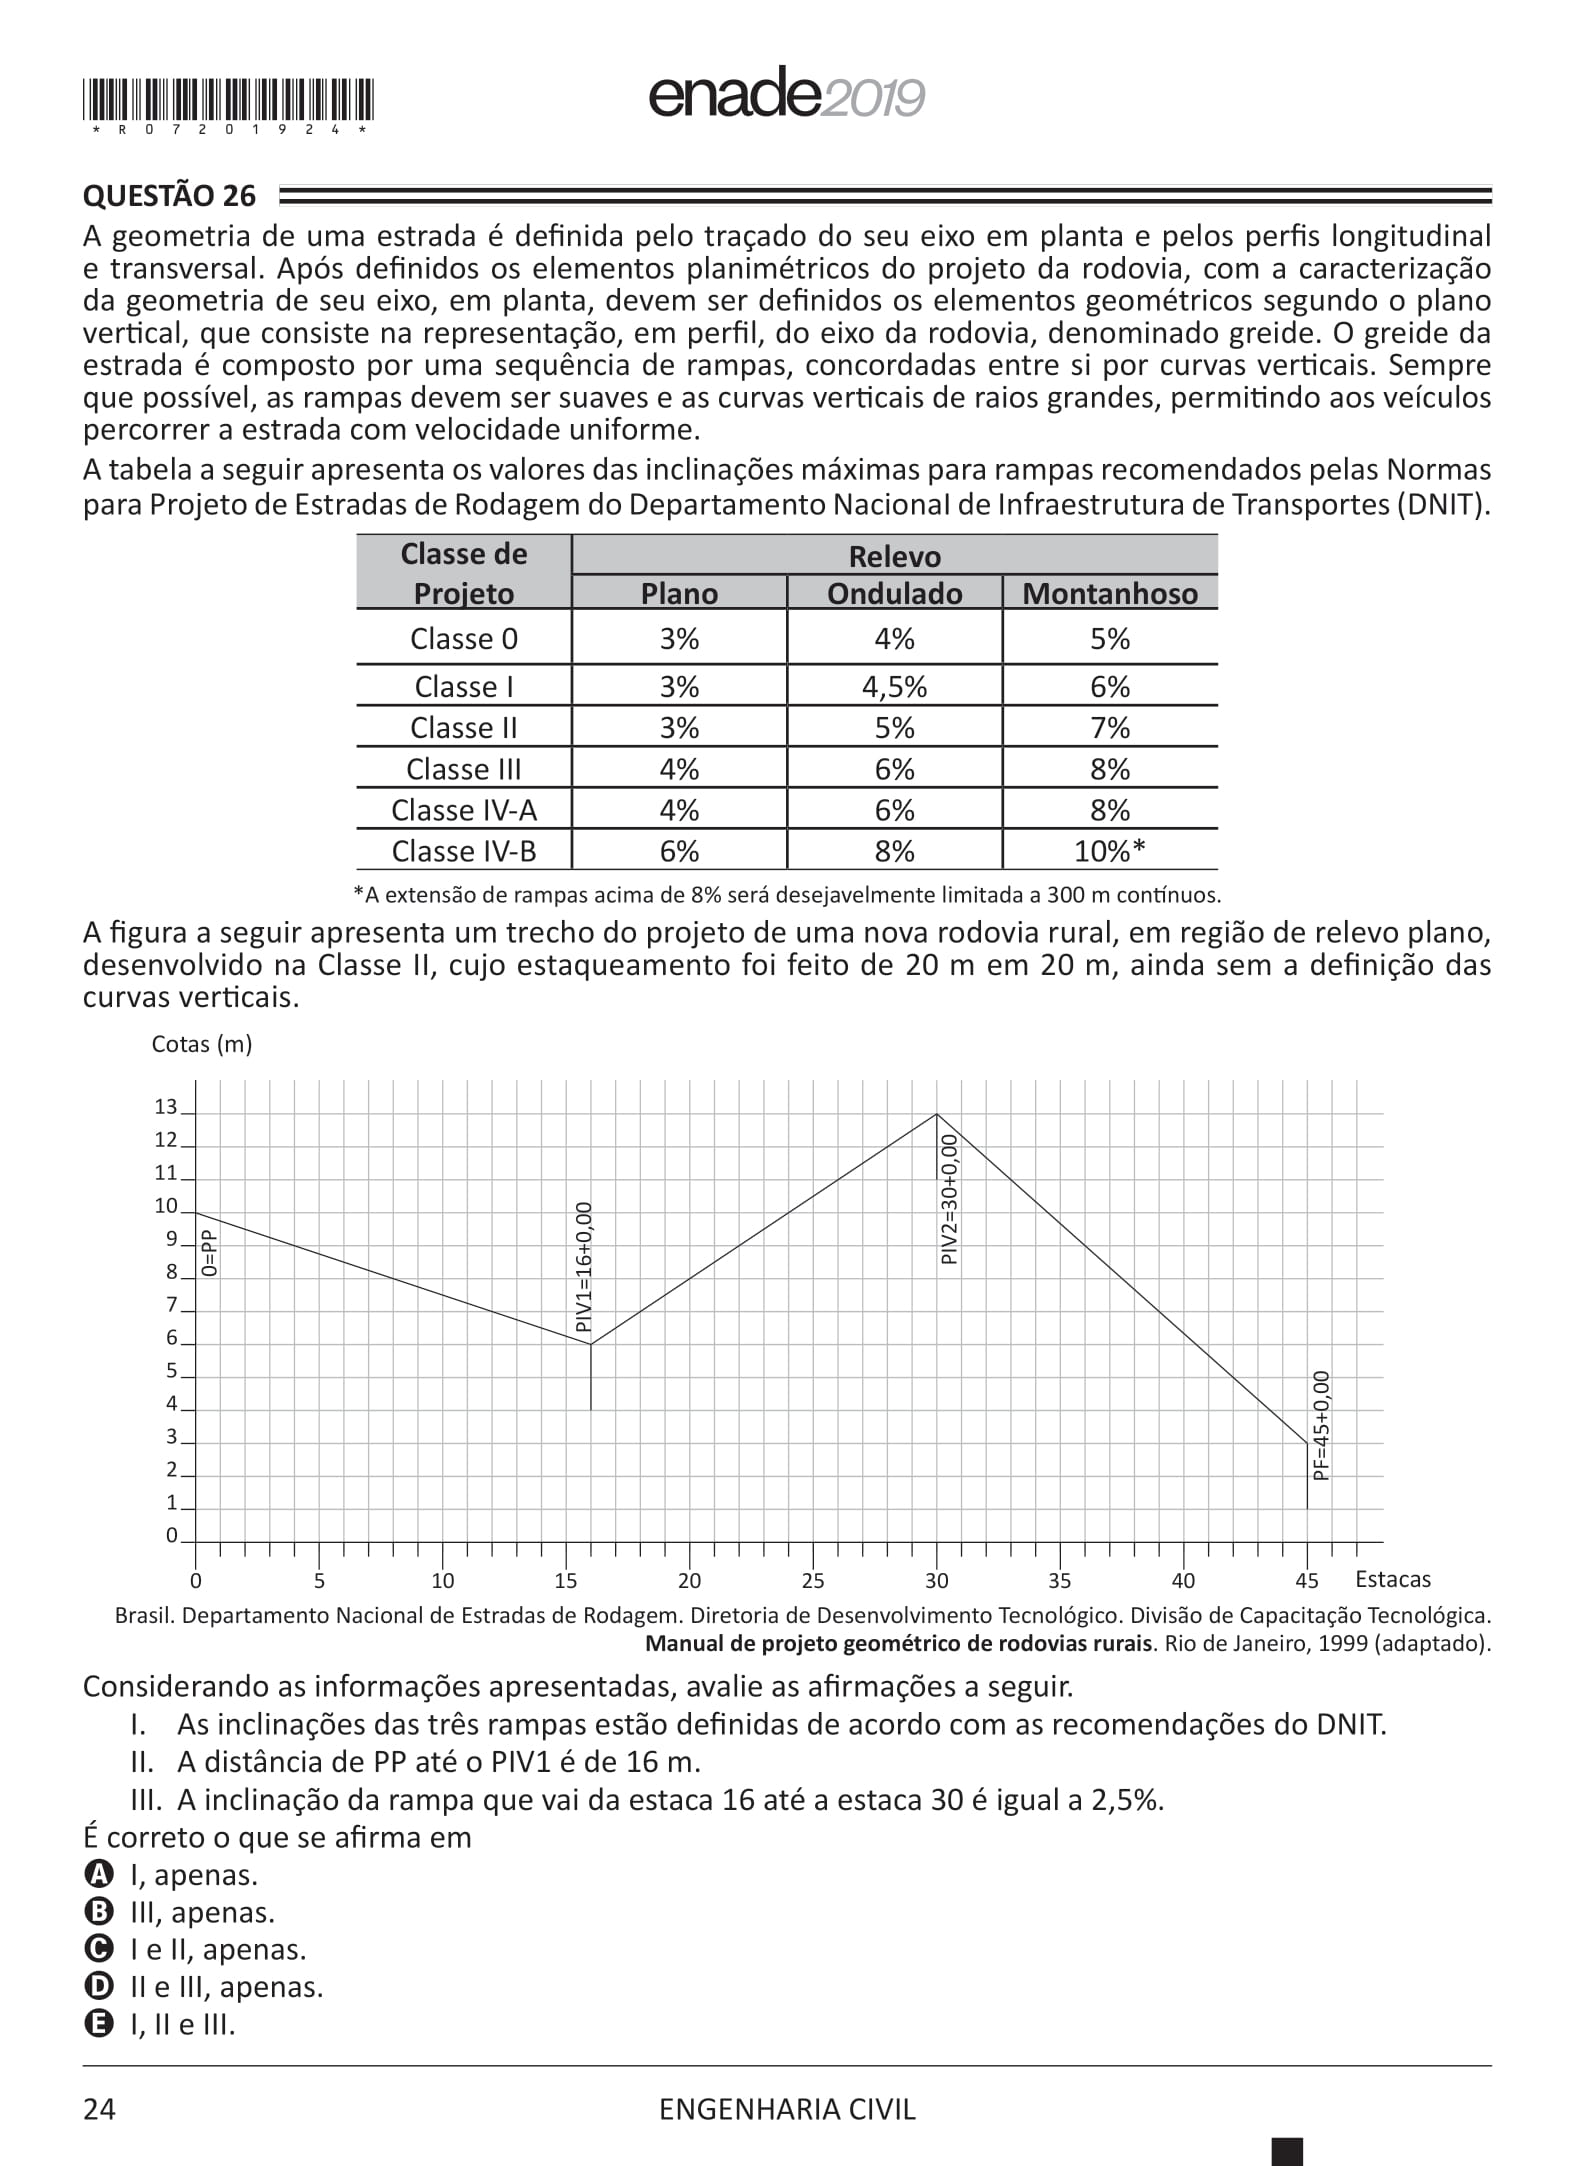 *R07201924*
enade2019
QUESTÃO 26
A geometria de uma estrada é definida pelo traçado do seu eixo em planta e pelos perfis longitudinal
e transversal. Após definidos os elementos planimétricos do projeto da rodovia, com a caracterização
da geometria de seu eixo, em planta, devem ser definidos os elementos geométricos segundo o plano
vertical, que consiste na representação, em perfil, do eixo da rodovia, denominado greide. O greide da
estrada é composto por uma sequência de rampas, concordadas entre si por curvas verticais. Sempre
que possível, as rampas devem ser suaves e as curvas verticais de raios grandes, permitindo aos veículos
percorrer a estrada com velocidade uniforme.
A tabela a seguir apresenta os valores das inclinações máximas para rampas recomendados pelas Normas
para Projeto de Estradas de Rodagem do Departamento Nacional de Infraestrutura de Transportes (DNIT).
Classe de Projeto Relevo
Plano Ondulado Montanhoso
Classe 0 3% 4% 5%
Classe I 3% 4,5% 6%
Classe II 3% 5% 7%
Classe III 4% 6% 8%
Classe IV-A 4% 6% 8%
Classe IV-B 6% 8% 10%*
*A extensão de rampas acima de 8% será desejavelmente limitada a 300 m contínuos.
A figura a seguir apresenta um trecho do projeto de uma nova rodovia rural, em região de relevo plano,
desenvolvido na Classe II, cujo estaqueamento foi feito de 20 m em 20 m, ainda sem a definição das
curvas verticais.
Cotas (m)
13
12
11
10
9
8
7
6
5
4
3
2
1
0
0=PP
PIV1=16+0,00
PIV2=30+0,00
PF=45+0,00
0 5 10 15 20 25 30 35 40 45 Estacas
Brasil. Departamento Nacional de Estradas de Rodagem. Diretoria de Desenvolvimento Tecnológico. Divisão de Capacitação Tecnológica.
Manual de projeto geométrico de rodovias rurais. Rio de Janeiro, 1999 (adaptado).
Considerando as informações apresentadas, avalie as afirmações a seguir.
I. As inclinações das três rampas estão definidas de acordo com as recomendações do DNIT.
II. A distância de PP até o PIV1 é de 16 m.
III. A inclinação da rampa que vai da estaca 16 até a estaca 30 é igual a 2,5%.
É correto o que se afirma em
A I, apenas.
B III, apenas.
C I e II, apenas.
D II e III, apenas.
E I, II e III.
24 ENGENHARIA CIVIL